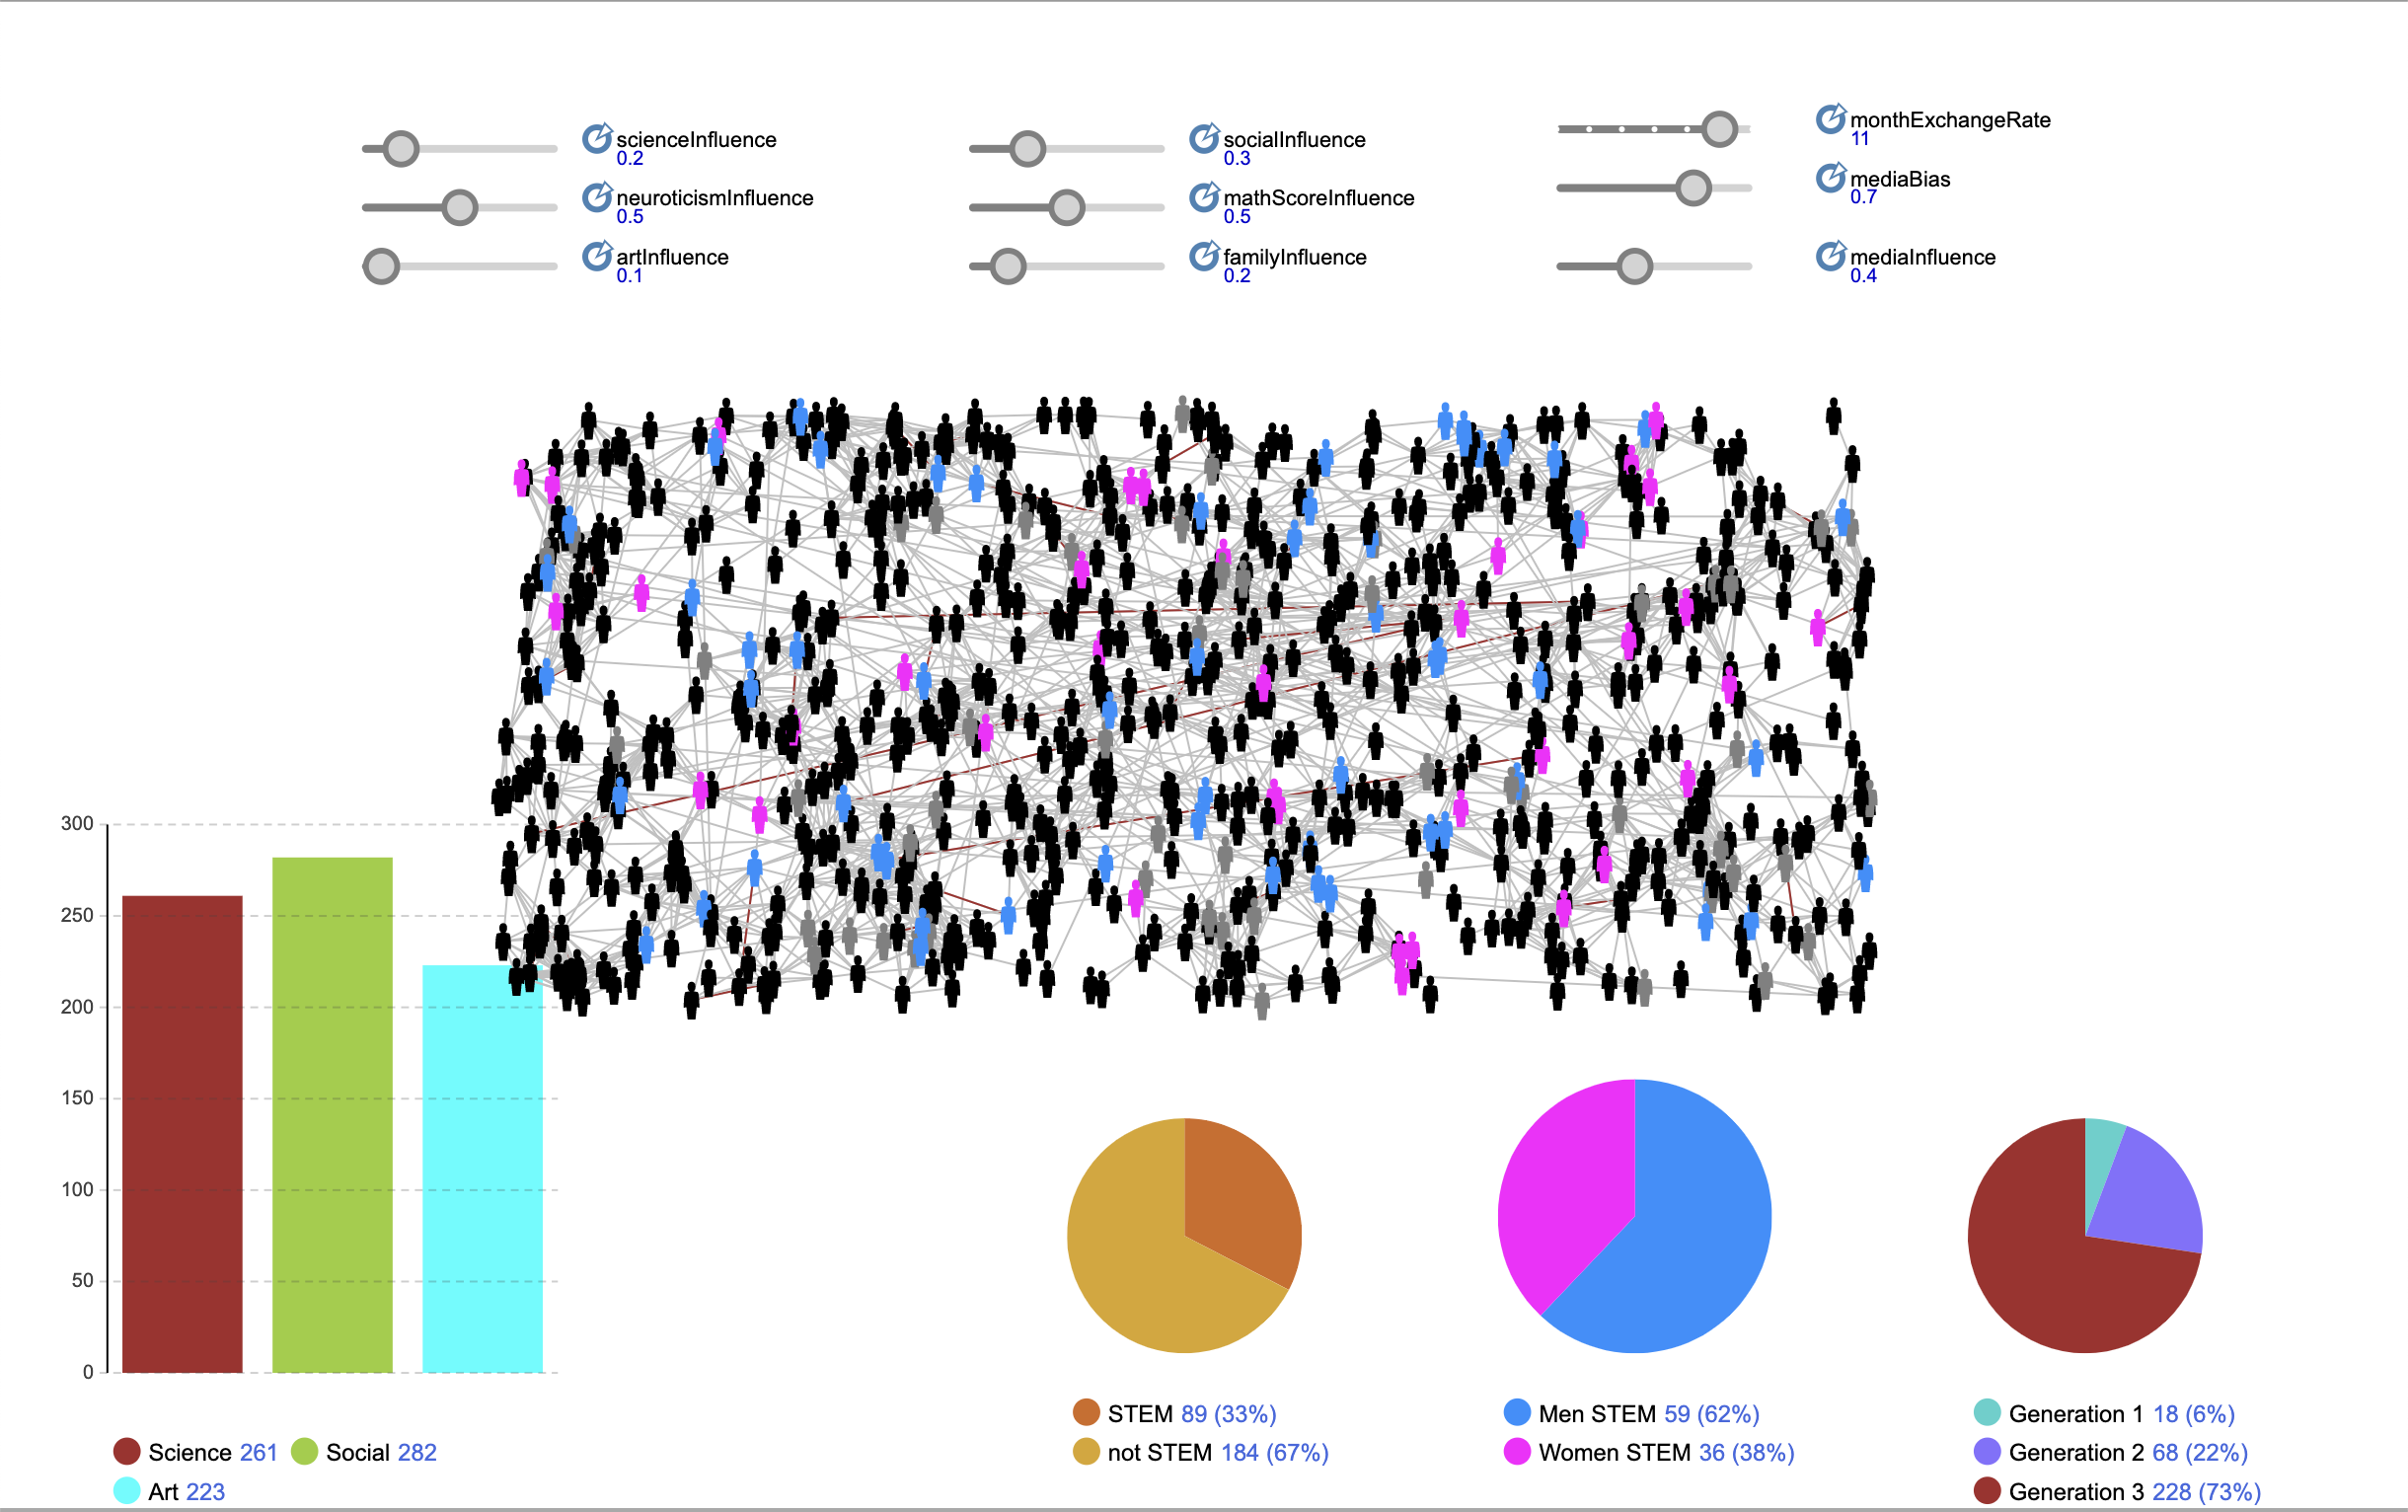 scienceInfluence
0.2
socialInfluence
0.3
monthExchangeRate
11
neuroticismInfluence
0.5
mathScoreInfluence
0.5
mediaBias
0.7
artInfluence
0.1
familyInfluence
0.2
mediaInfluence
0.4
300
250
200
150
100
50
0
Science 261 Social 282
Art 223
STEM 89 (33%)
not STEM 184 (67%)
Men STEM 59 (62%)
Women STEM 36 (38%)
Generation 1 18 (6%)
Generation 2 68 (22%)
Generation 3 228 (73%)